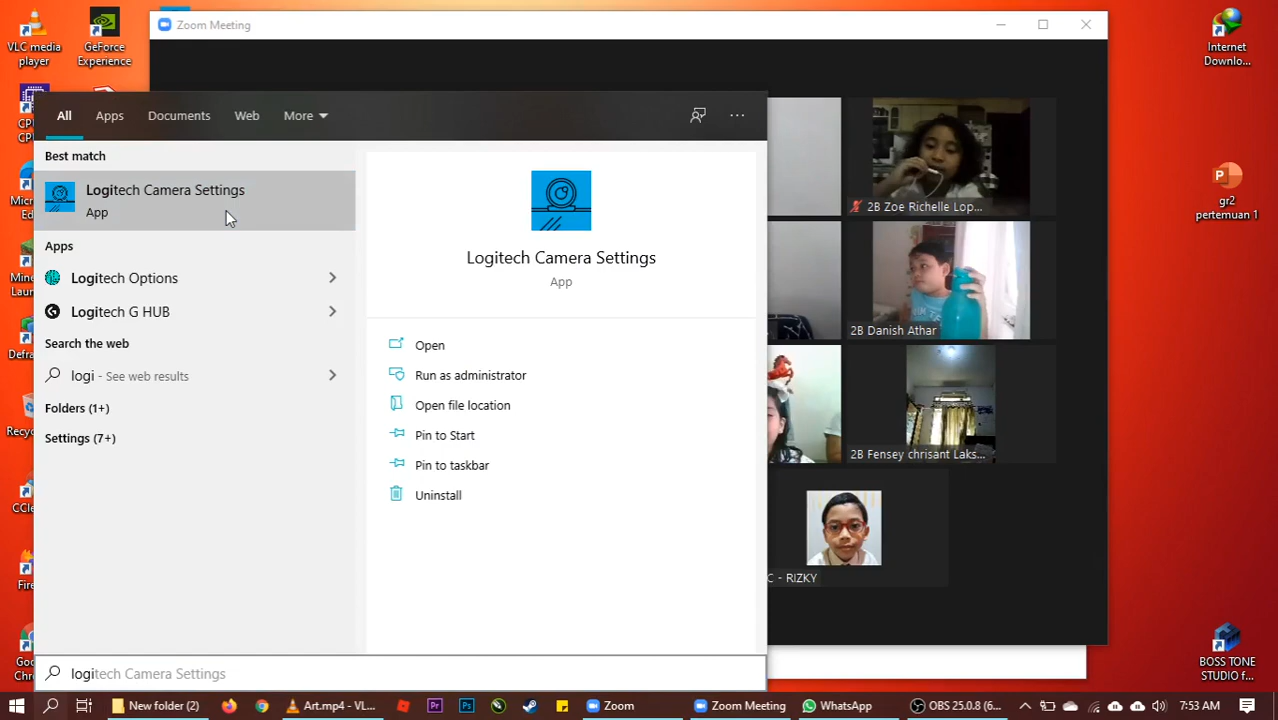 VLC media
player
GeForce
Experience
Zoom Meeting
Internet
Downlo...
gr2
pertemuan 1
BOSS TONE
STUDIO f...
All
Apps
Documents
Web
More
Best match
Logitech Camera Settings
App
Apps
Logitech Options
Logitech G HUB
Search the web
logi - See web results
Folders (1+)
Settings (7+)
Logitech Camera Settings
App
Open
Run as administrator
Open file location
Pin to Start
Pin to taskbar
Uninstall
2B Zoe Richelle Lop...
2B Danish Athar
2B Fensey chrisant Laks...
C - RIZKY
logitech Camera Settings
New folder (2)
Art.mp4 - VL...
Zoom
Zoom Meeting
WhatsApp
OBS 25.0.8 (6...
7:53 AM